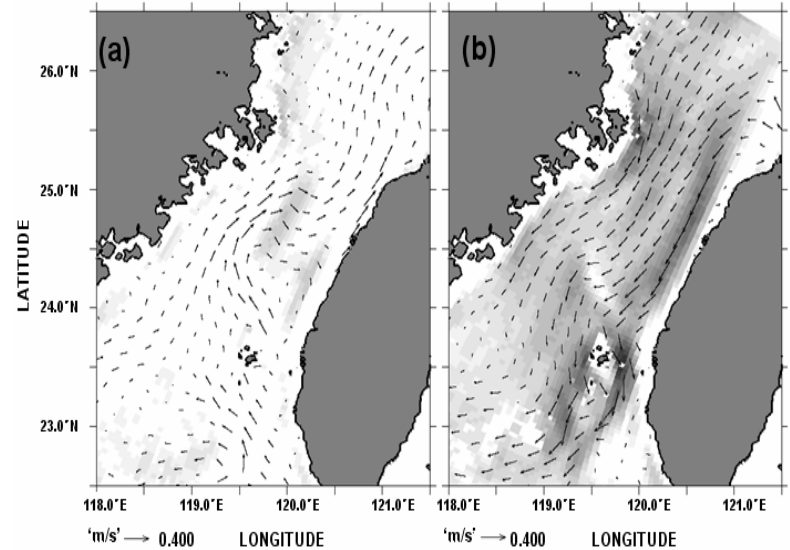 (a) (b)
26.0°N
25.0°N
24.0°N
23.0°N
LATITUDE
118.0°E 119.0°E 120.0°E 121.0°E 118.0°E 119.0°E 120.0°E 121.0°E
'm/s' 0.400 LONGITUDE 'm/s' 0.400 LONGITUDE